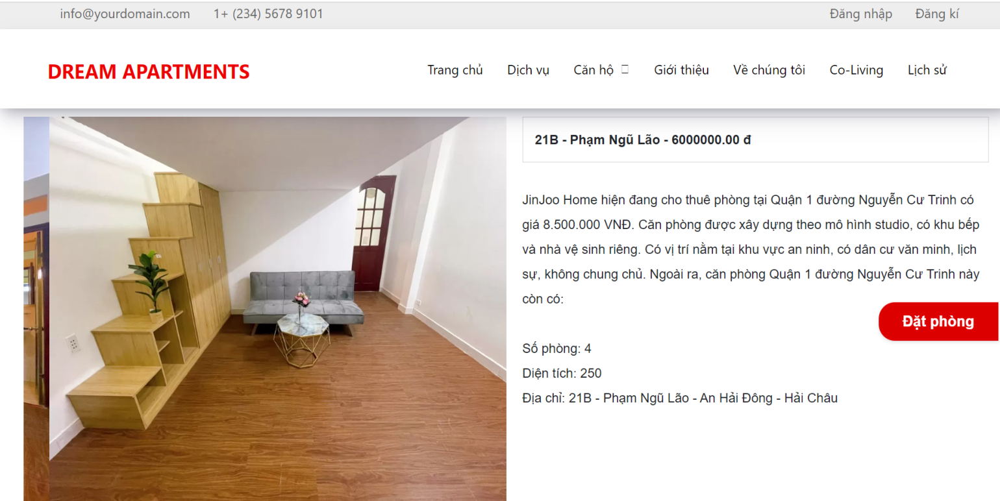 info@yourdomain.com 1+ (234) 5678 9101 Đăng nhập Đăng kí
DREAM APARTMENTS Trang chủ Dịch vụ Căn hộ Giới thiệu Về chúng tôi Co-Living Lịch sử
21B - Phạm Ngũ Lão - 6000000.00 đ
JinJoo Home hiện đang cho thuê phòng tại Quận 1 đường Nguyễn Cư Trinh có
giá 8.500.000 VNĐ. Căn phòng được xây dựng theo mô hình studio, có khu bếp
và nhà vệ sinh riêng. Có vị trí nằm tại khu vực an ninh, có dân cư văn minh, lịch
sự, không chung chủ. Ngoài ra, căn phòng Quận 1 đường Nguyễn Cư Trinh này
còn có:
Đặt phòng
Số phòng: 4
Diện tích: 250
Địa chỉ: 21B - Phạm Ngũ Lão - An Hải Đông - Hải Châu